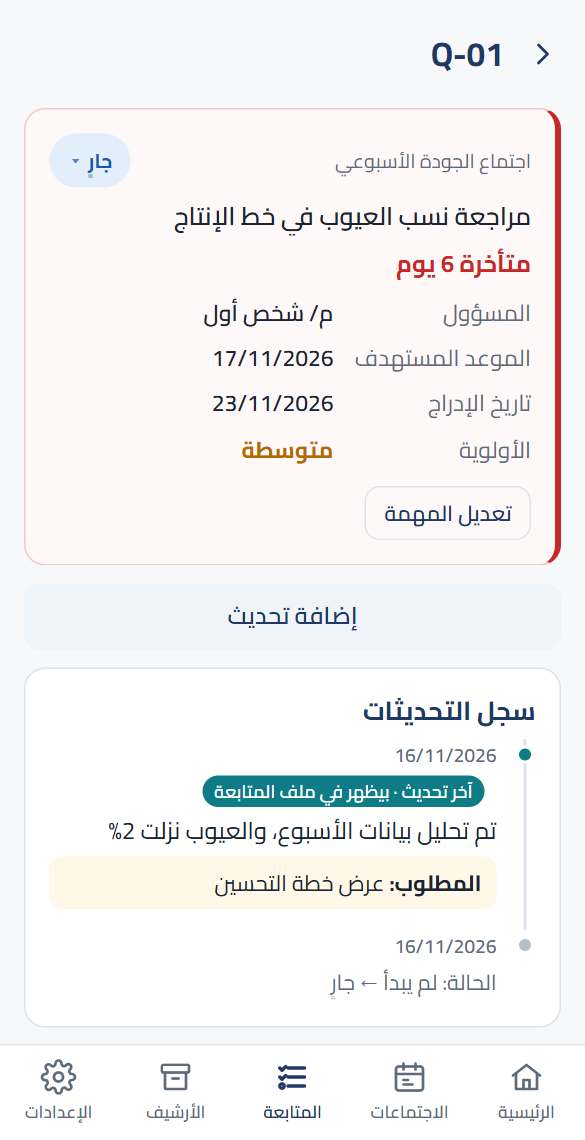 Q-01
اجتماع الجودة الأسبوعي
جارٍ
مراجعة نسب العيوب في خط الإنتاج
متأخرة 6 يوم
المسؤول م/ شخص أول
الموعد المستهدف 17/11/2026
تاريخ الإدراج 23/11/2026
الأولوية متوسطة
تعديل المهمة
إضافة تحديث
سجل التحديثات
16/11/2026
آخر تحديث · بيظهر في ملف المتابعة
تم تحليل بيانات الأسبوع، والعيوب نزلت 2%
المطلوب: عرض خطة التحسين
16/11/2026
الحالة: لم يبدأ ← جارٍ
الرئيسية الاجتماعات المتابعة الأرشيف الإعدادات